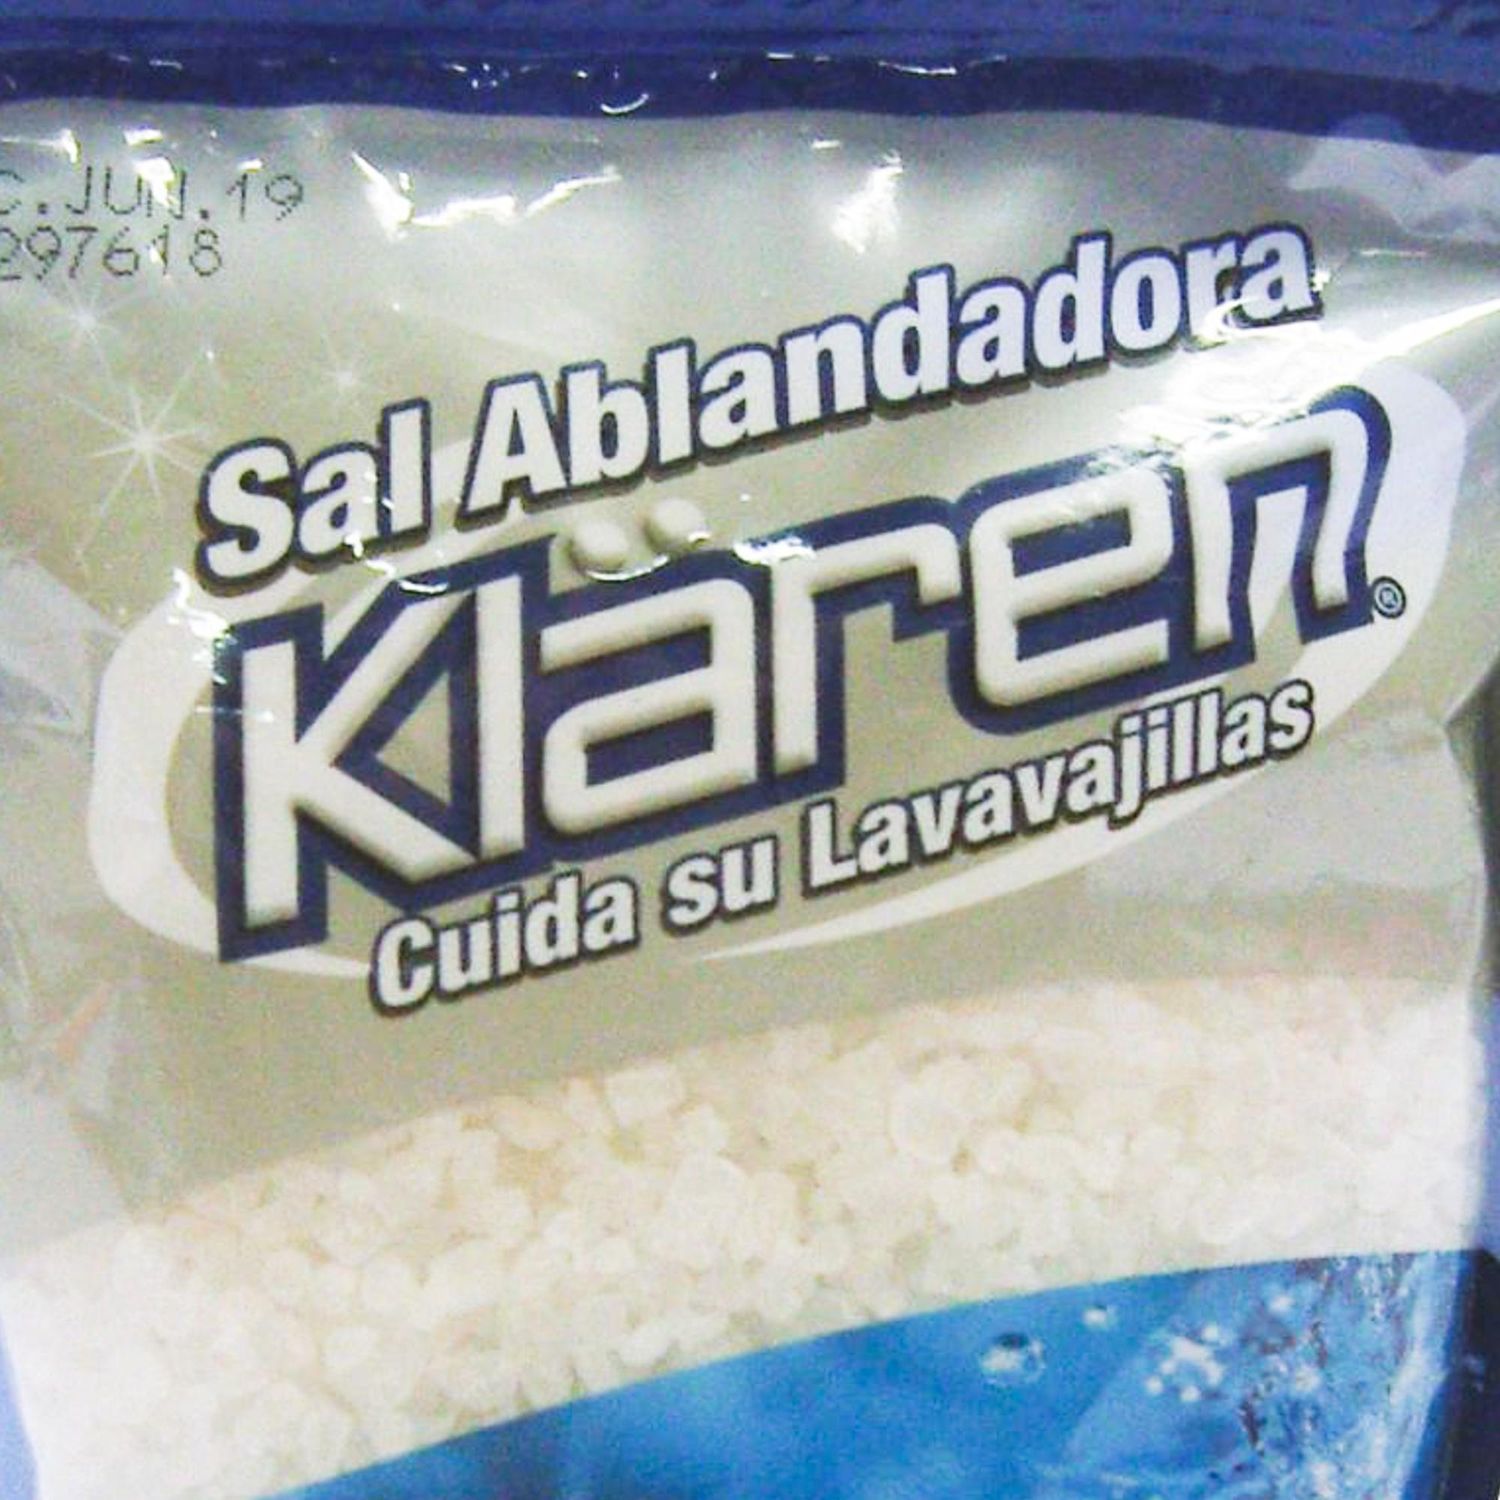 C.JUN.19
297618
Sal Ablandadora
Klären®
Cuida su Lavavajillas